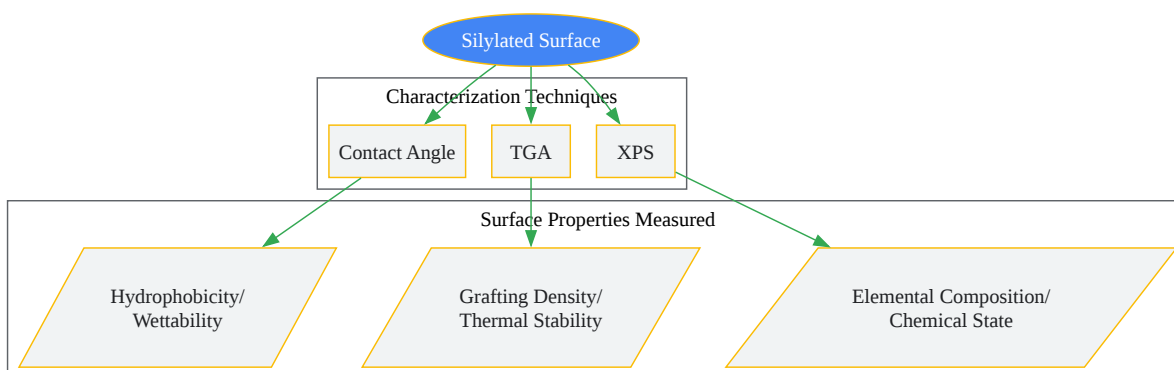 Silylated Surface
Characterization Techniques
Contact Angle
TGA
XPS
Surface Properties Measured
Hydrophobicity/
Wettability
Grafting Density/
Thermal Stability
Elemental Composition/
Chemical State